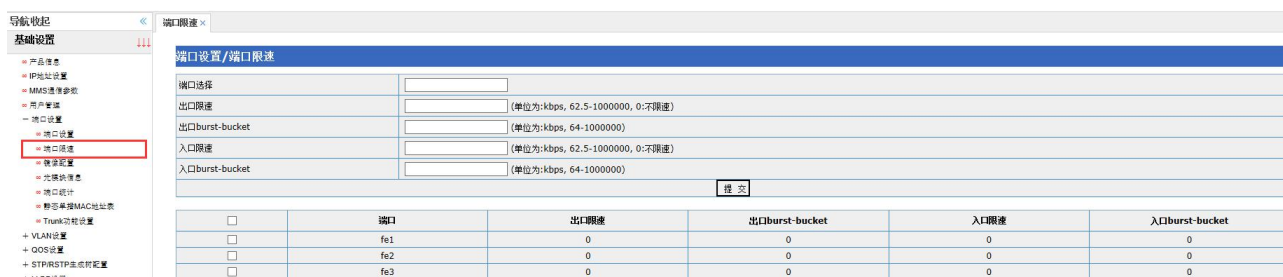 导航收起 «
基础设置
产品信息
IP地址设置
MMS通信参数
用户管理
端口设置
端口设置
端口限速
镜像配置
光模块信息
端口统计
静态单播MAC地址表
Trunk功能设置
+ VLAN设置
+ QOS设置
+ STP/RSTP生成树配置
端口限速 ×
端口设置/端口限速
端口选择
出口限速 (单位为:kbps, 62.5-1000000, 0:不限速)
出口burst-bucket (单位为:kbps, 64-1000000)
入口限速 (单位为:kbps, 62.5-1000000, 0:不限速)
入口burst-bucket (单位为:kbps, 64-1000000)
提 交
端口 出口限速 出口burst-bucket 入口限速 入口burst-bucket
fe1 0 0 0 0
fe2 0 0 0 0
fe3 0 0 0 0